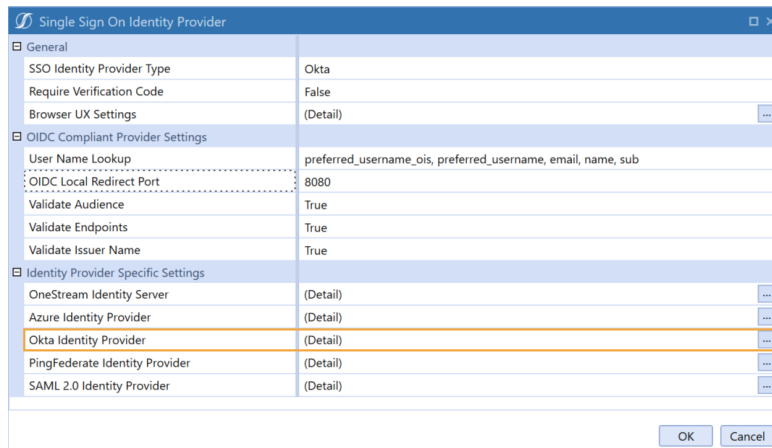 Single Sign On Identity Provider
General
SSO Identity Provider Type Okta
Require Verification Code False
Browser UX Settings (Detail) ...
OIDC Compliant Provider Settings
User Name Lookup preferred_username_ois, preferred_username, email, name, sub
OIDC Local Redirect Port 8080
Validate Audience True
Validate Endpoints True
Validate Issuer Name True
Identity Provider Specific Settings
OneStream Identity Server (Detail) ...
Azure Identity Provider (Detail) ...
Okta Identity Provider (Detail) ...
PingFederate Identity Provider (Detail) ...
SAML 2.0 Identity Provider (Detail) ...
OK Cancel